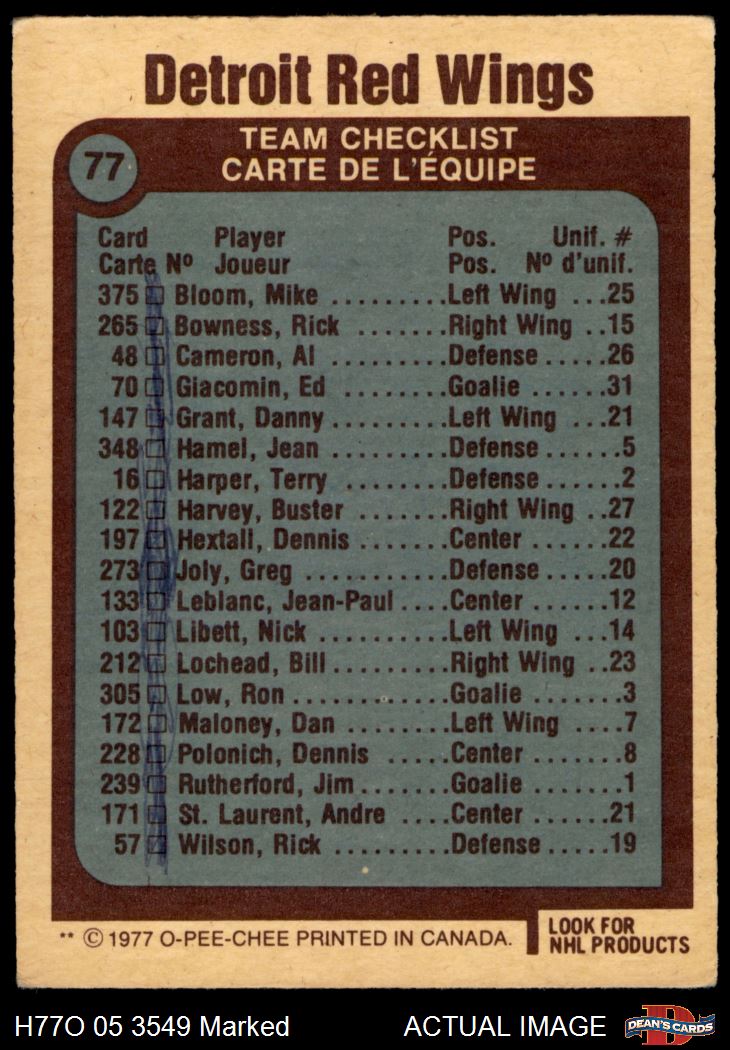 Detroit Red Wings
77
TEAM CHECKLIST
CARTE DE L'ÉQUIPE
Card Player Pos. Unif. #
Carte Nº Joueur Pos. Nº d'unif.
375 Bloom, Mike .........Left Wing ...25
265 Bowness, Rick ........Right Wing ..15
48 Cameron, Al .........Defense.....26
70 Giacomin, Ed ........Goalie ......31
147 Grant, Danny.........Left Wing ...21
348 Hamel, Jean .........Defense......5
16 Harper, Terry ........Defense......2
122 Harvey, Buster .......Right Wing ..27
197 Hextall, Dennis .......Center ......22
273 Joly, Greg ...........Defense.....20
133 Leblanc, Jean-Paul ....Center ......12
103 Libett, Nick ..........Left Wing ...14
212 Lochead, Bill.........Right Wing ..23
305 Low, Ron ............Goalie .......3
172 Maloney, Dan ........Left Wing ....7
228 Polonich, Dennis .....Center .......8
239 Rutherford, Jim.......Goalie .......1
171 St. Laurent, Andre ....Center ......21
57 Wilson, Rick .........Defense.....19
** © 1977 O-PEE-CHEE PRINTED IN CANADA.
LOOK FOR
NHL PRODUCTS
H77O 05 3549 Marked
ACTUAL IMAGE
D
DEAN'S CARDS